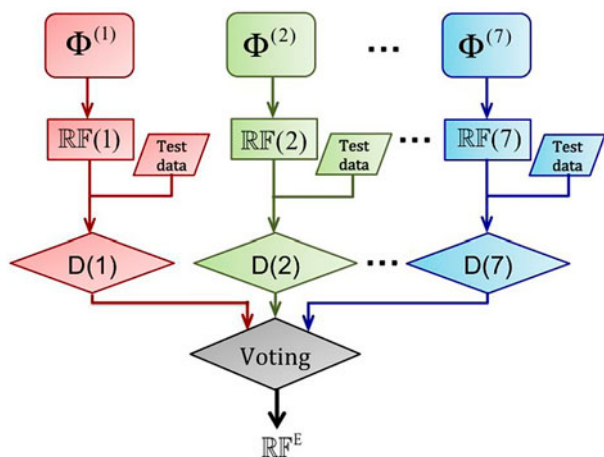 Φ⁽¹⁾ Φ⁽²⁾ ... Φ⁽⁷⁾
ℝ𝔽(1) Test data ℝ𝔽(2) Test data ... ℝ𝔽(7) Test data
D(1) D(2) ... D(7)
Voting
ℝ𝔽ᴱ